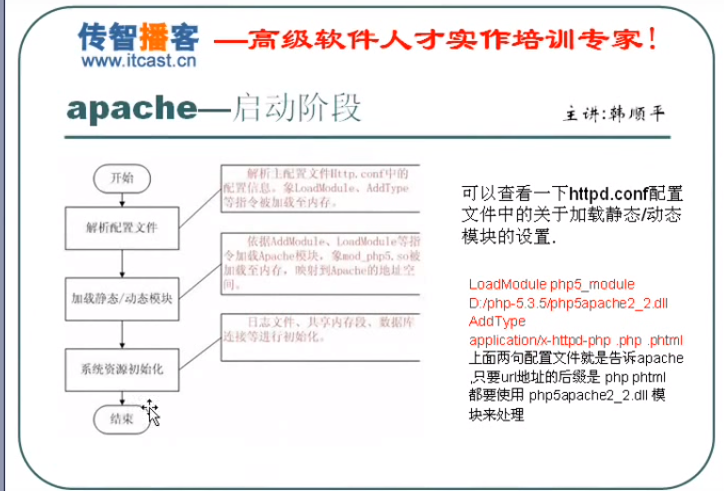 传智播客 —高级软件人才实作培训专家!
www.itcast.cn
apache—启动阶段
主讲:韩顺平
开始
解析配置文件
加载静态/动态模块
系统资源初始化
结束
解析主配置文件Http.conf中的
配置信息。象LoadModule、AddType
等指令被加载至内存。
依据AddModule、LoadModule等指
令加载Apache模块，象mod_php5.so被
加载至内存，映射到Apache的地址空
间。
日志文件、共享内存段、数据库
连接等进行初始化。
可以查看一下httpd.conf配置
文件中的关于加载静态/动态
模块的设置.
LoadModule php5_module
D:/php-5.3.5/php5apache2_2.dll
AddType
application/x-httpd-php .php .phtml
上面两句配置文件就是告诉apache
,只要url地址的后缀是 php phtml
都要使用 php5apache2_2.dll 模
块来处理